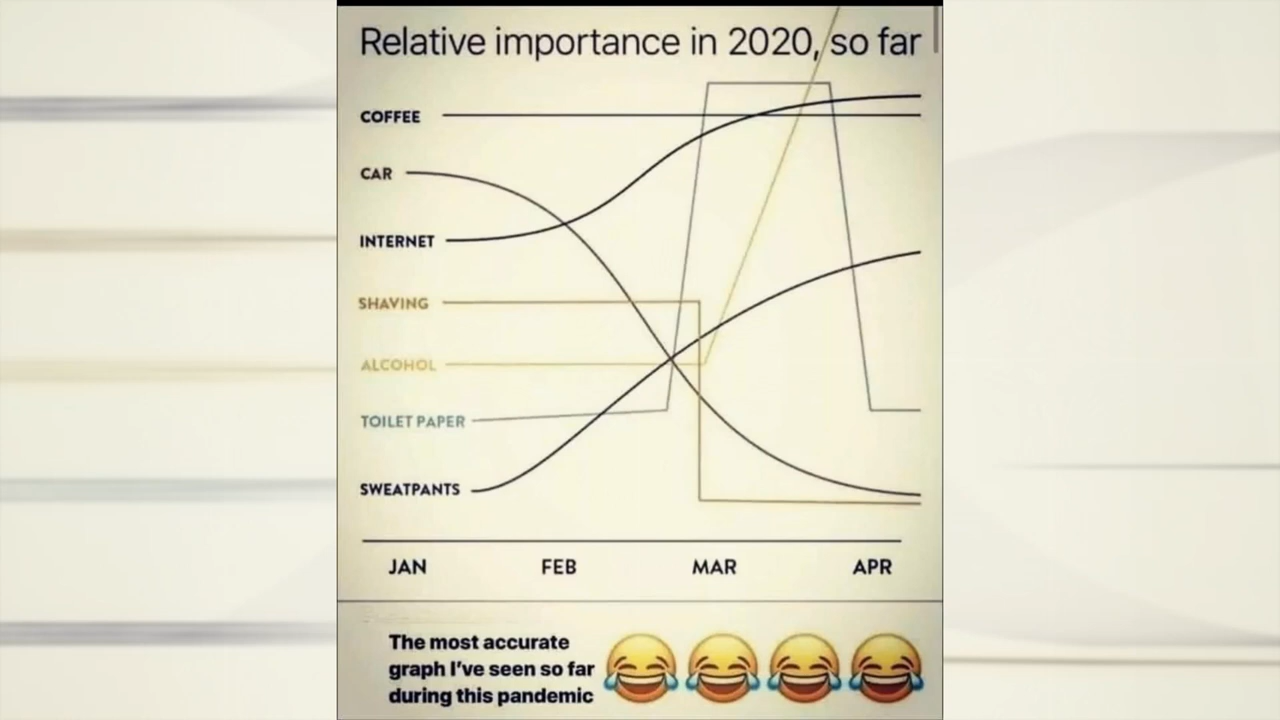 Relative importance in 2020, so far
COFFEE
CAR
INTERNET
SHAVING
ALCOHOL
TOILET PAPER
SWEATPANTS
JAN FEB MAR APR
The most accurate
graph I've seen so far
during this pandemic